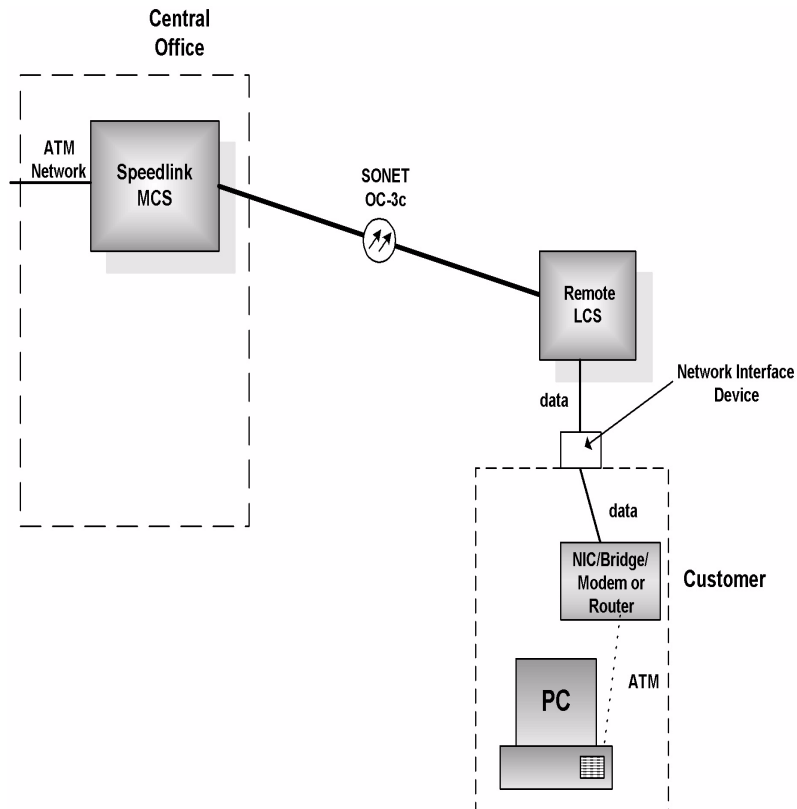 Central
Office
ATM
Network
Speedlink
MCS
SONET
OC-3c
Remote
LCS
Network Interface
Device
data
data
NIC/Bridge/
Modem or
Router
Customer
PC
ATM